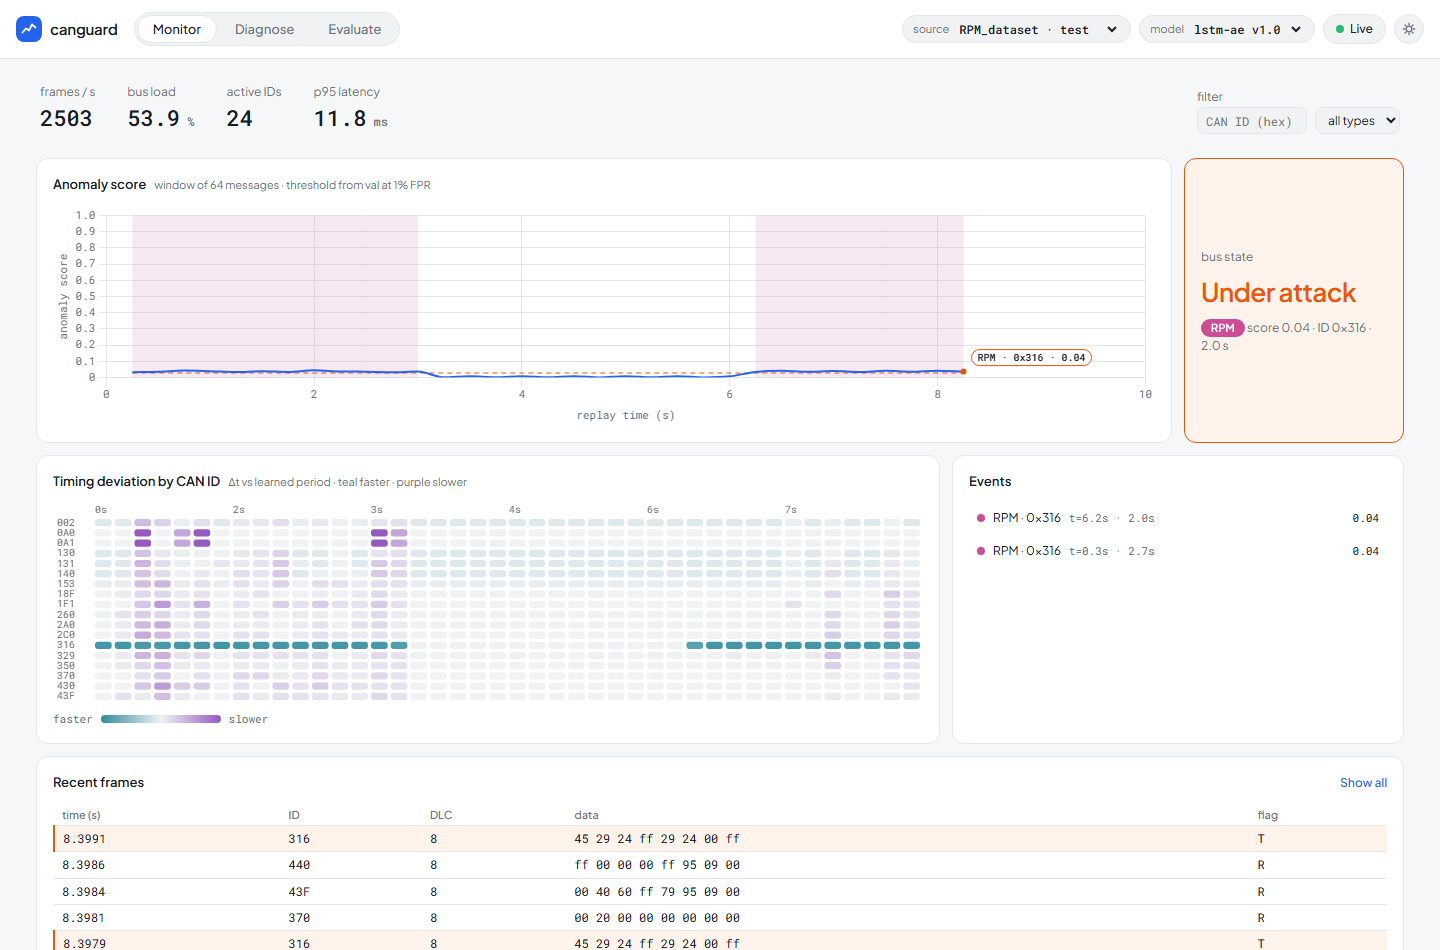 canguard Monitor Diagnose Evaluate source RPM_dataset · test model lstm-ae v1.0 Live
frames / s bus load active IDs p95 latency filter
2503 53.9 % 24 11.8 ms CAN ID (hex) all types
Anomaly score window of 64 messages · threshold from val at 1% FPR
1.0
0.9
0.8
0.7
0.6
0.5
0.4
0.3
0.2
0.1
0
anomaly score
RPM · 0x316 · 0.04
0 2 4 6 8 10
replay time (s)
bus state
Under attack
RPM score 0.04 · ID 0x316 ·
2.0 s
Timing deviation by CAN ID Δt vs learned period · teal faster · purple slower
0s 2s 3s 4s 6s 7s
002
0A0
0A1
130
131
140
153
18F
1F1
260
2A0
2C0
316
329
350
370
430
43F
faster slower
Events
RPM · 0x316 t=6.2s · 2.0s 0.04
RPM · 0x316 t=0.3s · 2.7s 0.04
Recent frames Show all
time (s) ID DLC data flag
8.3991 316 8 45 29 24 ff 29 24 00 ff T
8.3986 440 8 ff 00 00 00 ff 95 09 00 R
8.3984 43F 8 00 40 60 ff 79 95 09 00 R
8.3981 370 8 00 20 00 00 00 00 00 00 R
8.3979 316 8 45 29 24 ff 29 24 00 ff T